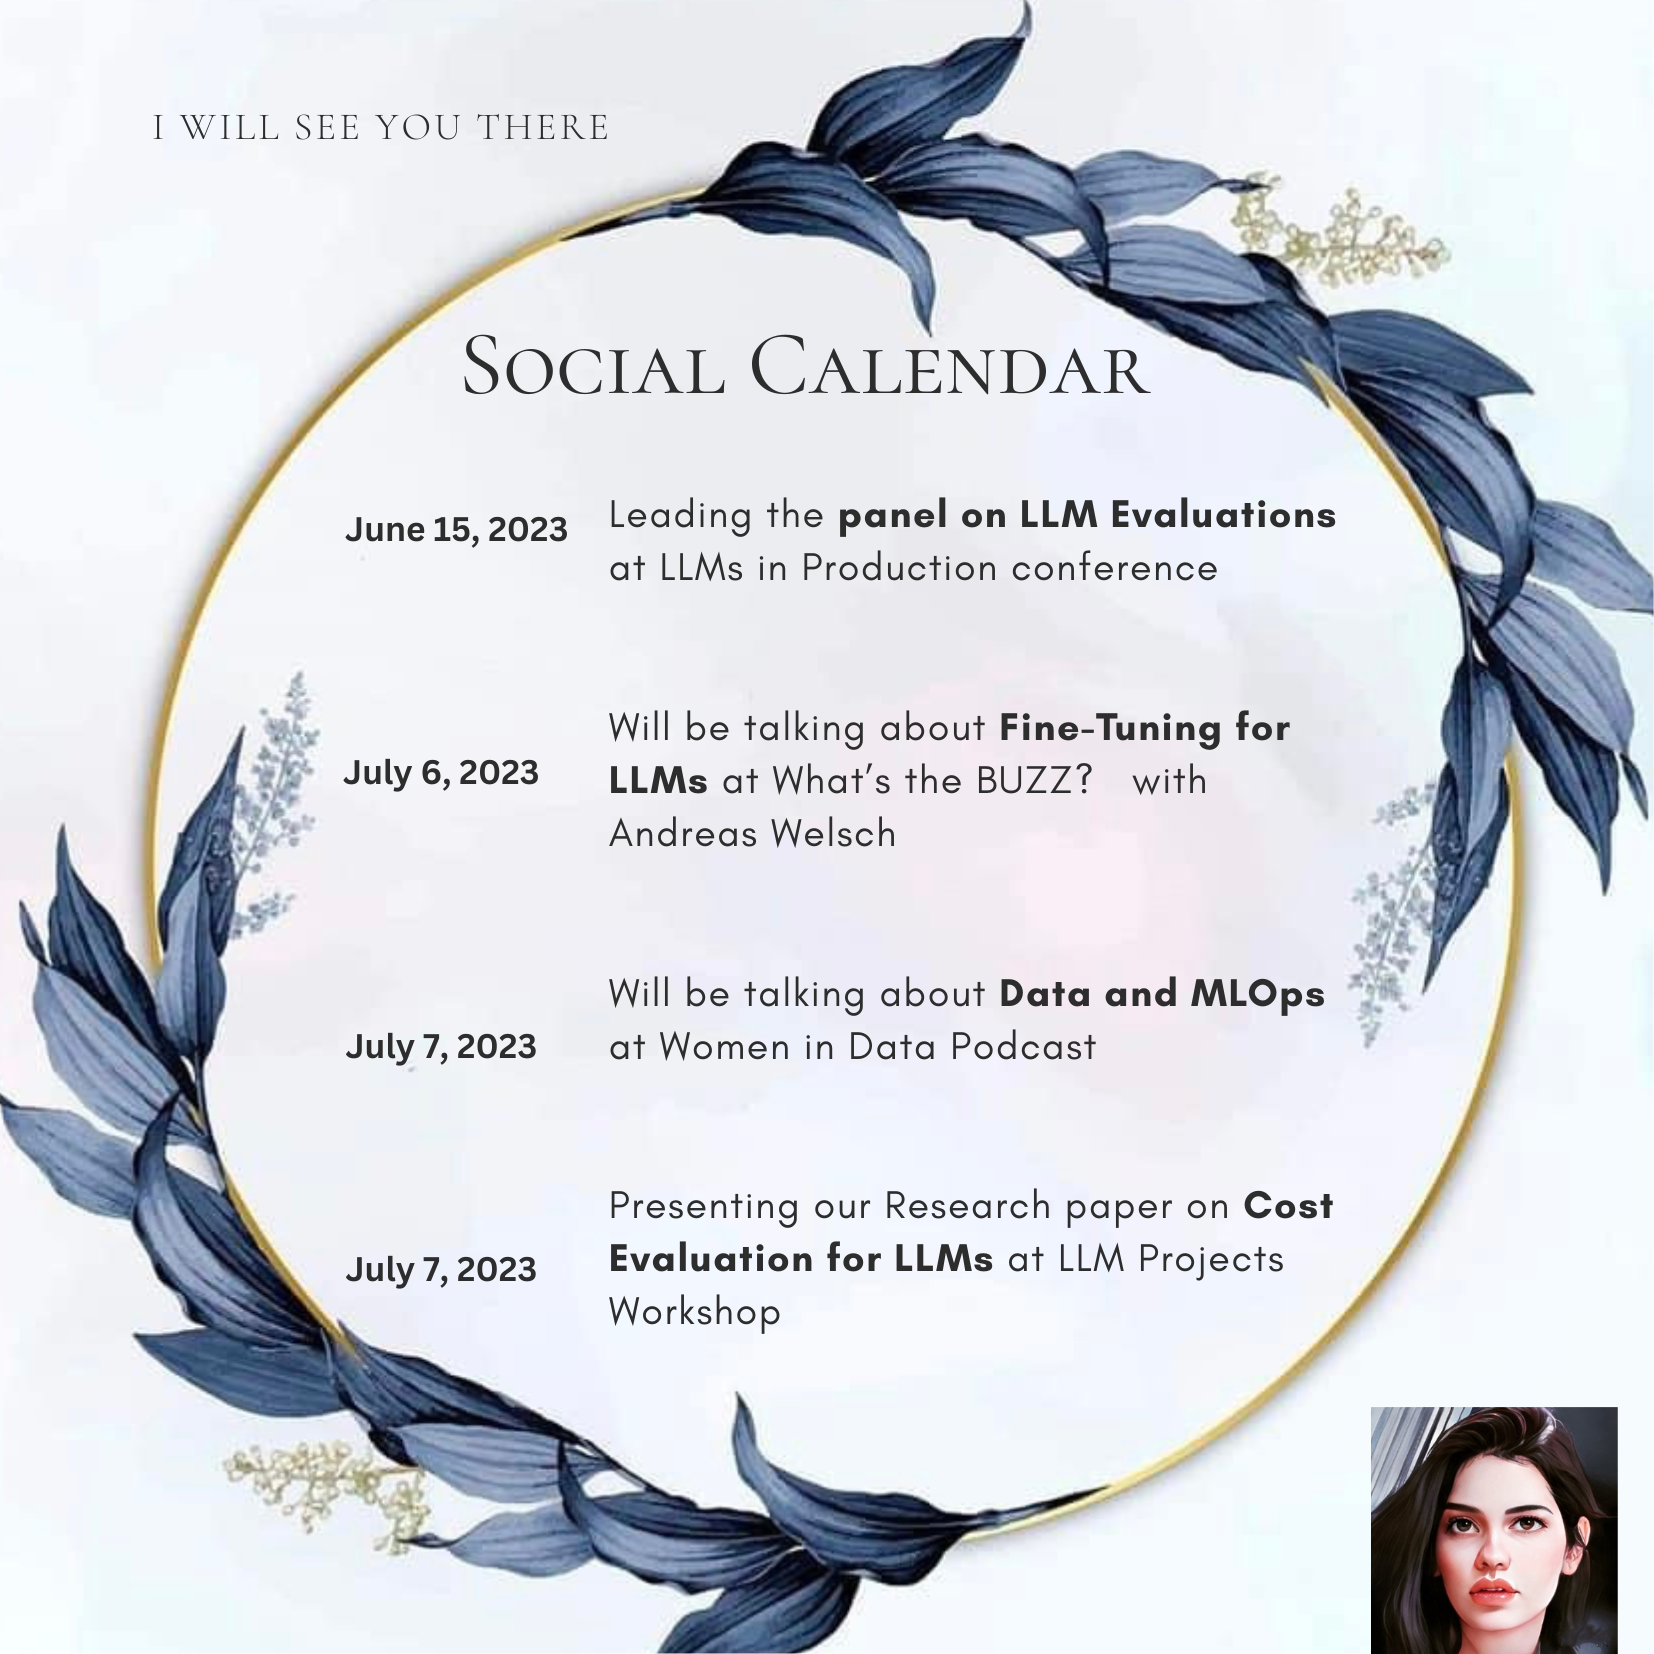 I WILL SEE YOU THERE
Social Calendar
June 15, 2023
Leading the panel on LLM Evaluations
at LLMs in Production conference
July 6, 2023
Will be talking about Fine-Tuning for
LLMs at What's the BUZZ? with
Andreas Welsch
July 7, 2023
Will be talking about Data and MLOps
at Women in Data Podcast
July 7, 2023
Presenting our Research paper on Cost
Evaluation for LLMs at LLM Projects
Workshop